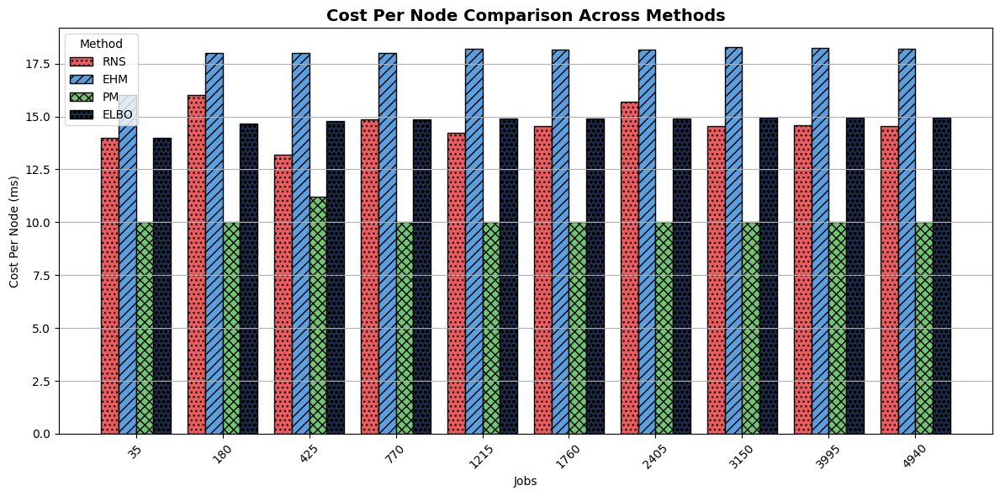 Cost Per Node Comparison Across Methods
Method
RNS
EHM
PM
ELBO
Cost Per Node (ms)
17.5
15.0
12.5
10.0
7.5
5.0
2.5
0.0
35
180
425
770
1215
1760
2405
3150
3995
4940
Jobs